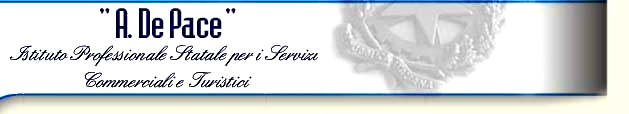 "A. De Pace"
Istituto Professionale Statale per i Servizi
Commerciali e Turistici